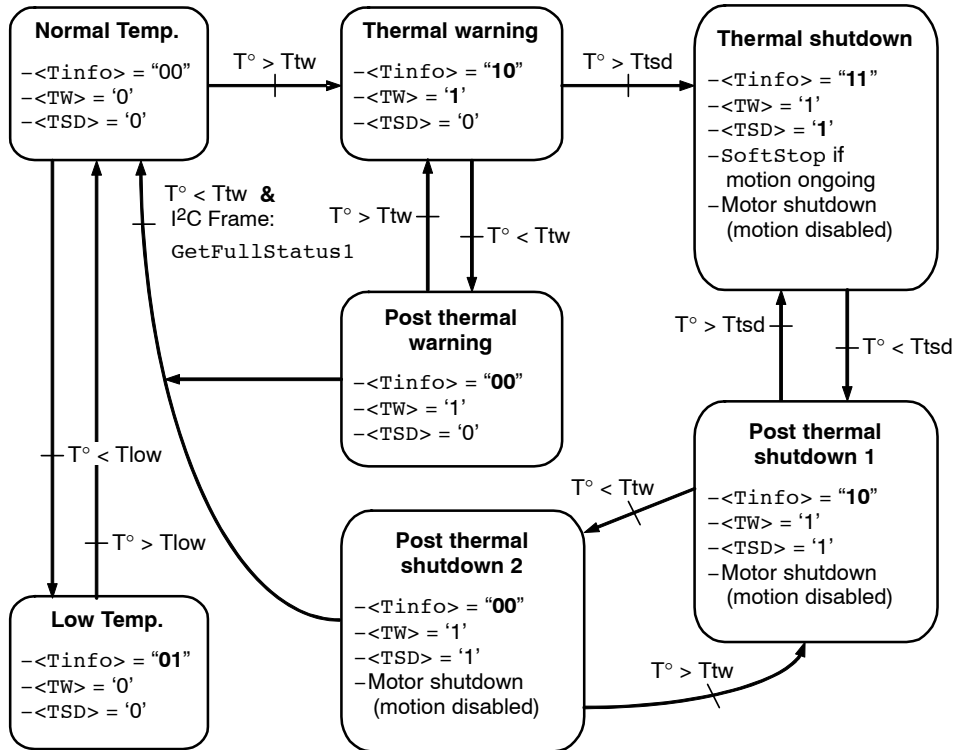 Normal Temp.
–<Tinfo> = “00”
–<TW> = ‘0’
–<TSD> = ‘0’
T° > Ttw
Thermal warning
–<Tinfo> = “10”
–<TW> = ‘1’
–<TSD> = ‘0’
T° > Ttsd
Thermal shutdown
–<Tinfo> = “11”
–<TW> = ‘1’
–<TSD> = ‘1’
–SoftStop if
motion ongoing
–Motor shutdown
(motion disabled)
T° < Ttw &
I²C Frame:
GetFullStatus1
T° > Ttw
T° < Ttw
Post thermal
warning
–<Tinfo> = “00”
–<TW> = ‘1’
–<TSD> = ‘0’
T° > Ttsd
T° < Ttsd
Post thermal
shutdown 1
–<Tinfo> = “10”
–<TW> = ‘1’
–<TSD> = ‘1’
–Motor shutdown
(motion disabled)
T° < Tlow
T° > Tlow
T° < Ttw
Post thermal
shutdown 2
–<Tinfo> = “00”
–<TW> = ‘1’
–<TSD> = ‘1’
–Motor shutdown
(motion disabled)
T° > Ttw
Low Temp.
–<Tinfo> = “01”
–<TW> = ‘0’
–<TSD> = ‘0’